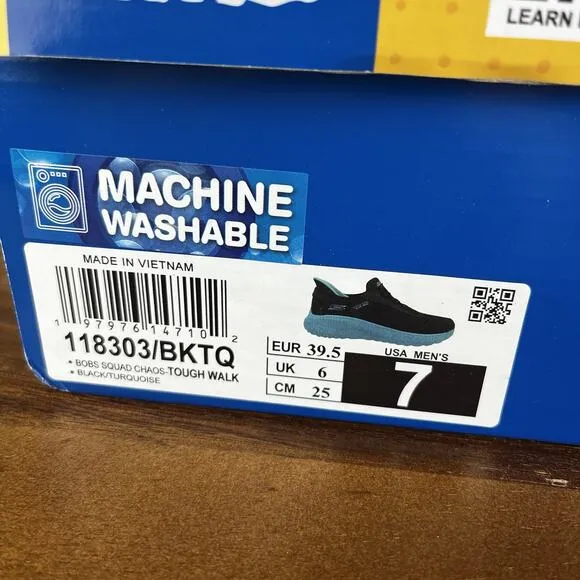 LEARN
MACHINE
WASHABLE
MADE IN VIETNAM
1 97976 14710 2
118303/BKTQ
• BOBS SQUAD CHAOS-TOUGH WALK
• BLACK/TURQUOISE
EUR 39.5
UK 6
CM 25
USA MEN'S
7